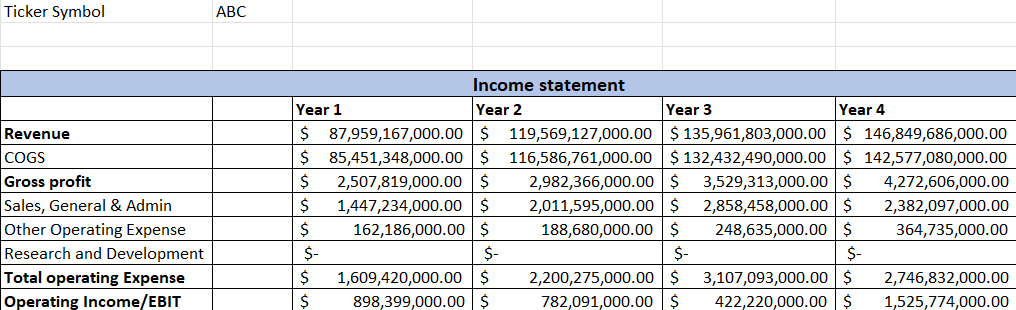 Ticker Symbol ABC
Income statement
Year 1 Year 2 Year 3 Year 4
Revenue $ 87,959,167,000.00 $ 119,569,127,000.00 $ 135,961,803,000.00 $ 146,849,686,000.00
COGS $ 85,451,348,000.00 $ 116,586,761,000.00 $ 132,432,490,000.00 $ 142,577,080,000.00
Gross profit $ 2,507,819,000.00 $ 2,982,366,000.00 $ 3,529,313,000.00 $ 4,272,606,000.00
Sales, General & Admin $ 1,447,234,000.00 $ 2,011,595,000.00 $ 2,858,458,000.00 $ 2,382,097,000.00
Other Operating Expense $ 162,186,000.00 $ 188,680,000.00 $ 248,635,000.00 $ 364,735,000.00
Research and Development $- $- $- $-
Total operating Expense $ 1,609,420,000.00 $ 2,200,275,000.00 $ 3,107,093,000.00 $ 2,746,832,000.00
Operating Income/EBIT $ 898,399,000.00 $ 782,091,000.00 $ 422,220,000.00 $ 1,525,774,000.00